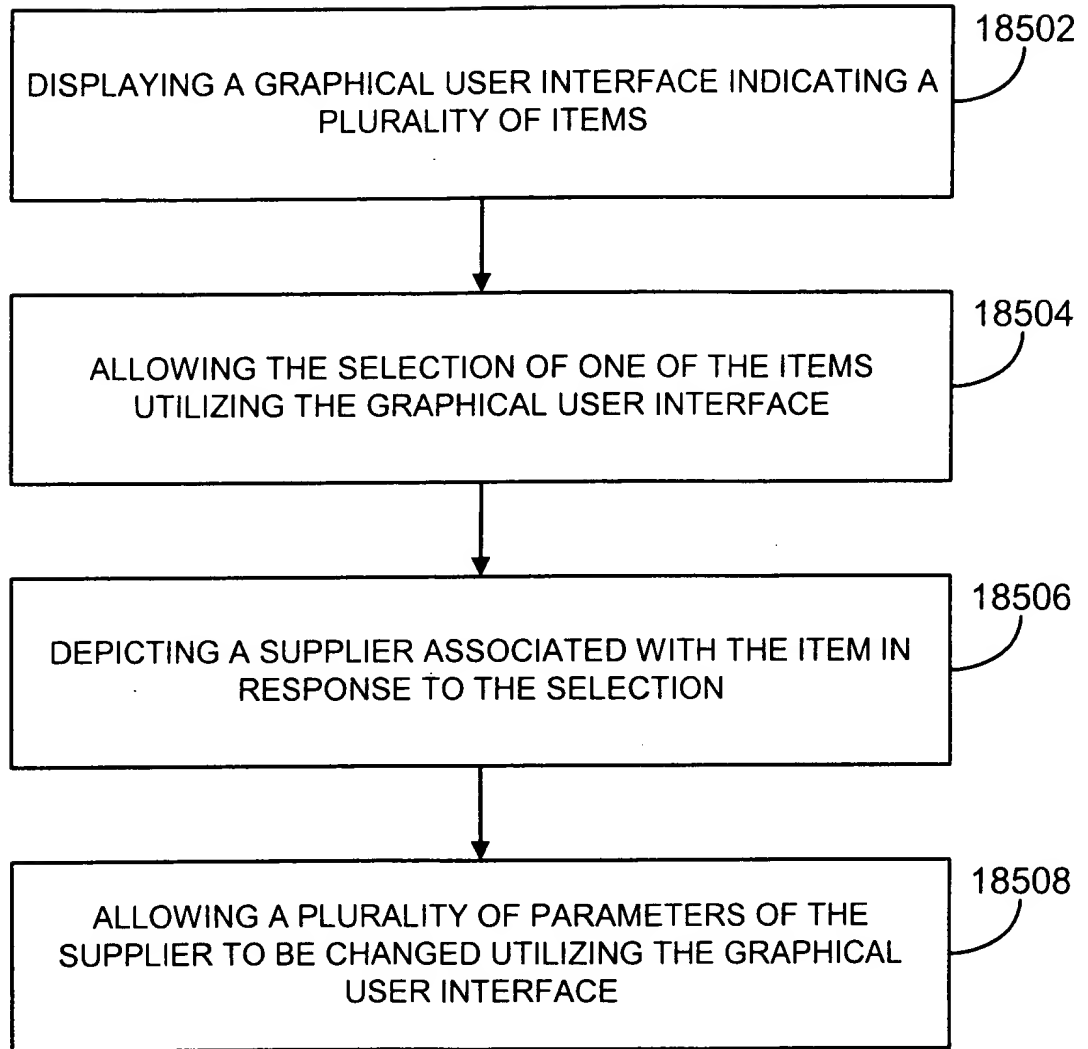 18502
DISPLAYING A GRAPHICAL USER INTERFACE INDICATING A
PLURALITY OF ITEMS
18504
ALLOWING THE SELECTION OF ONE OF THE ITEMS
UTILIZING THE GRAPHICAL USER INTERFACE
18506
DEPICTING A SUPPLIER ASSOCIATED WITH THE ITEM IN
RESPONSE TO THE SELECTION
18508
ALLOWING A PLURALITY OF PARAMETERS OF THE
SUPPLIER TO BE CHANGED UTILIZING THE GRAPHICAL
USER INTERFACE